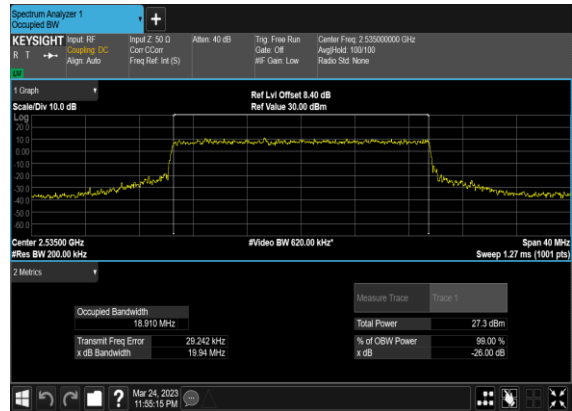 Spectrum Analyzer 1
Occupied BW
+
KEYSIGHT Input: RF Input Z: 50 Ω Atten: 40 dB Trig: Free Run Center Freq: 2.535000000 GHz
R T Coupling: DC Corr CCorr Gate: Off Avg|Hold: 100/100
Align: Auto Freq Ref: Int (S) #IF Gain: Low Radio Std: None
LW
1 Graph
Ref Lvl Offset 8.40 dB
Scale/Div 10.0 dB Ref Value 30.00 dBm
Log
20.0
10.0
0.00
-10.0
-20.0
-30.0
-40.0
-50.0
-60.0
Center 2.53500 GHz #Video BW 620.00 kHz* Span 40 MHz
#Res BW 200.00 kHz Sweep 1.27 ms (1001 pts)
2 Metrics
Measure Trace Trace 1
Occupied Bandwidth
18.910 MHz Total Power 27.3 dBm
Transmit Freq Error 29.242 kHz % of OBW Power 99.00 %
x dB Bandwidth 19.94 MHz x dB -26.00 dB
? Mar 24, 2023
11:55:15 PM